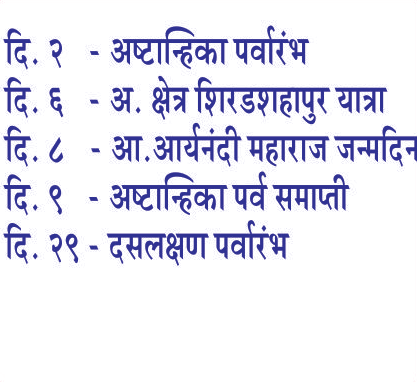 दि. २ - अष्टान्हिका पर्वारंभ
दि. ६ - अ. क्षेत्र शिरडशहापुर यात्रा
दि. ८ - आ.आर्यनंदी महाराज जन्मदिन
दि. ९ - अष्टान्हिका पर्व समाप्ती
दि. २९ - दसलक्षण पर्वारंभ